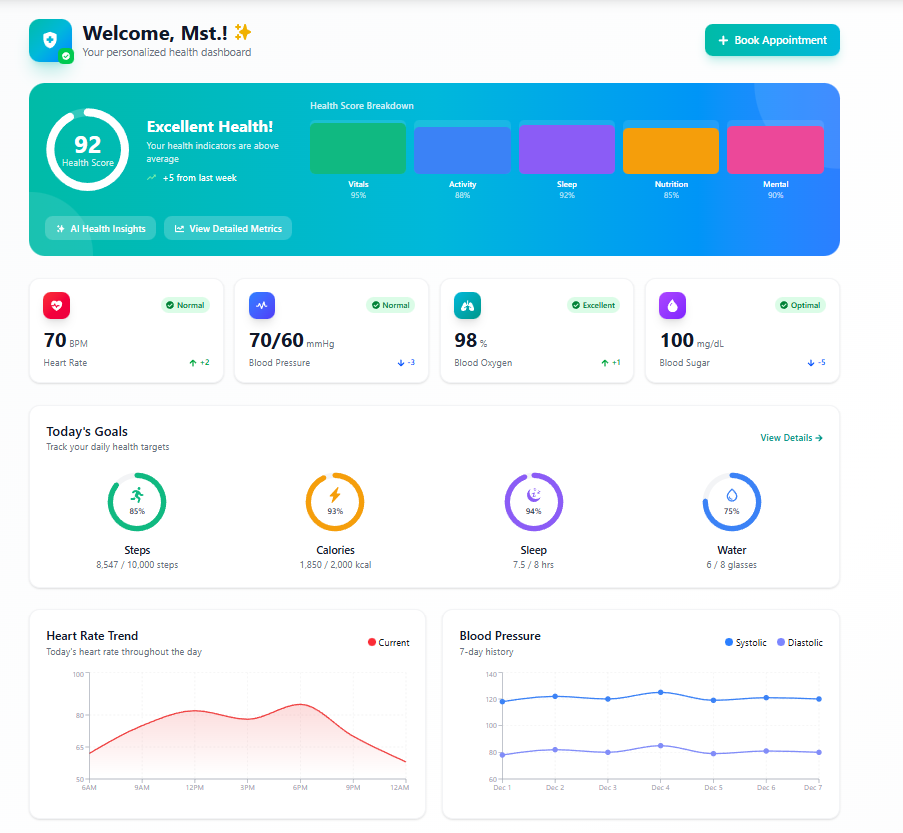 Welcome, Mst.! ✨
Your personalized health dashboard
+ Book Appointment
Health Score Breakdown
92
Health Score
Excellent Health!
Your health indicators are above
average
+5 from last week
Vitals
95%
Activity
88%
Sleep
92%
Nutrition
85%
Mental
90%
AI Health Insights
View Detailed Metrics
Normal
70 BPM
Heart Rate
↑ +2
Normal
70/60 mmHg
Blood Pressure
↓ -3
Excellent
98 %
Blood Oxygen
↑ +1
Optimal
100 mg/dL
Blood Sugar
↓ -5
Today's Goals
Track your daily health targets
View Details →
85%
Steps
8,547 / 10,000 steps
93%
Calories
1,850 / 2,000 kcal
94%
Sleep
7.5 / 8 hrs
75%
Water
6 / 8 glasses
Heart Rate Trend
Today's heart rate throughout the day
Current
100
80
65
50
6AM 9AM 12PM 3PM 6PM 9PM 12AM
Blood Pressure
7-day history
Systolic Diastolic
140
120
100
80
60
Dec 1 Dec 2 Dec 3 Dec 4 Dec 5 Dec 6 Dec 7